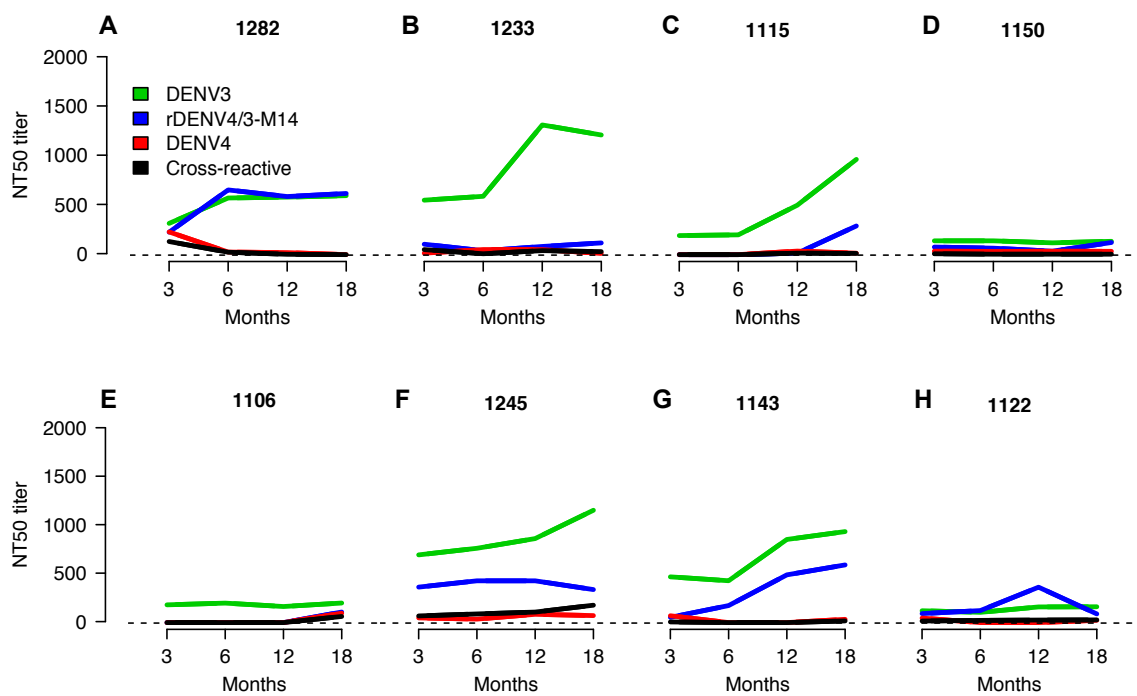 A 1282 B 1233 C 1115 D 1150
NT50 titer
2000
1500
1000
500
0
DENV3
rDENV4/3-M14
DENV4
Cross-reactive
3 6 12 18 3 6 12 18 3 6 12 18 3 6 12 18
Months Months Months Months
E 1106 F 1245 G 1143 H 1122
NT50 titer
2000
1500
1000
500
0
3 6 12 18 3 6 12 18 3 6 12 18 3 6 12 18
Months Months Months Months